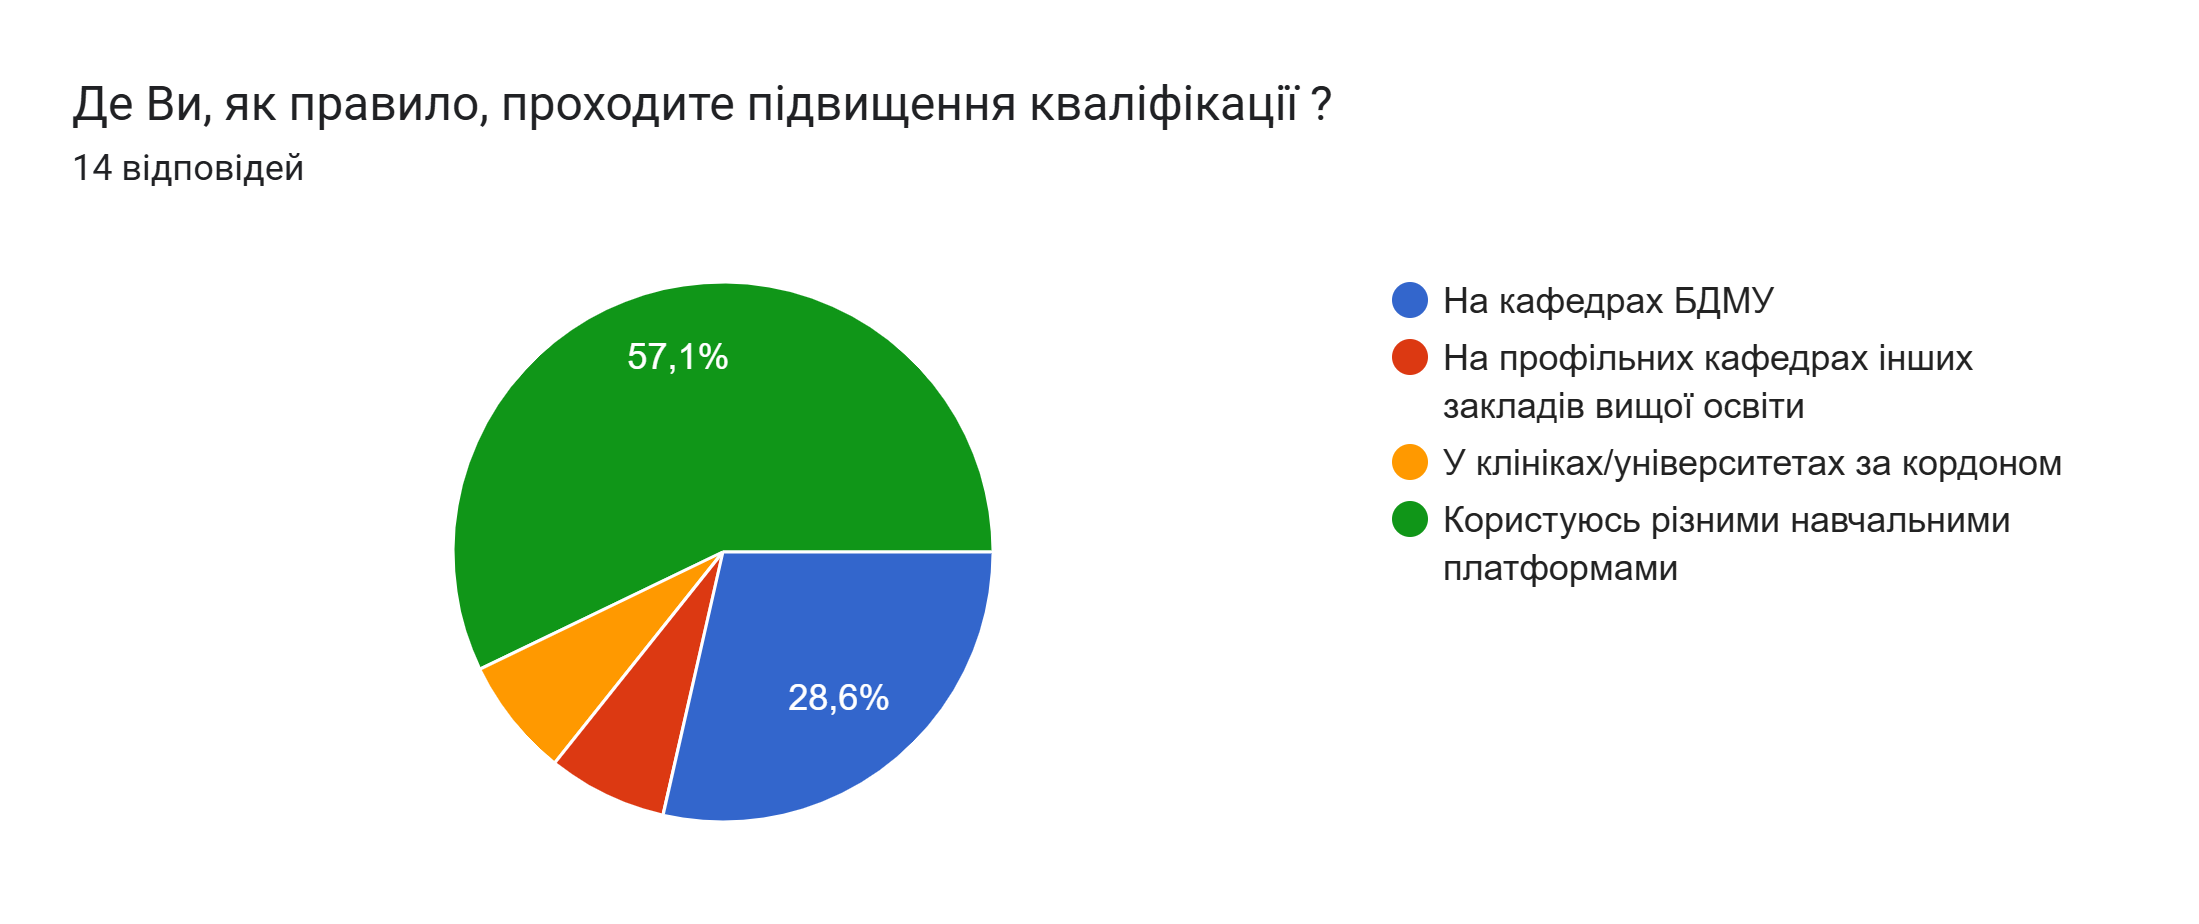 Де Ви, як правило, проходите підвищення кваліфікації ?
14 відповідей
57,1%
28,6%
На кафедрах БДМУ
На профільних кафедрах інших
закладів вищої освіти
У клініках/університетах за кордоном
Користуюсь різними навчальними
платформами